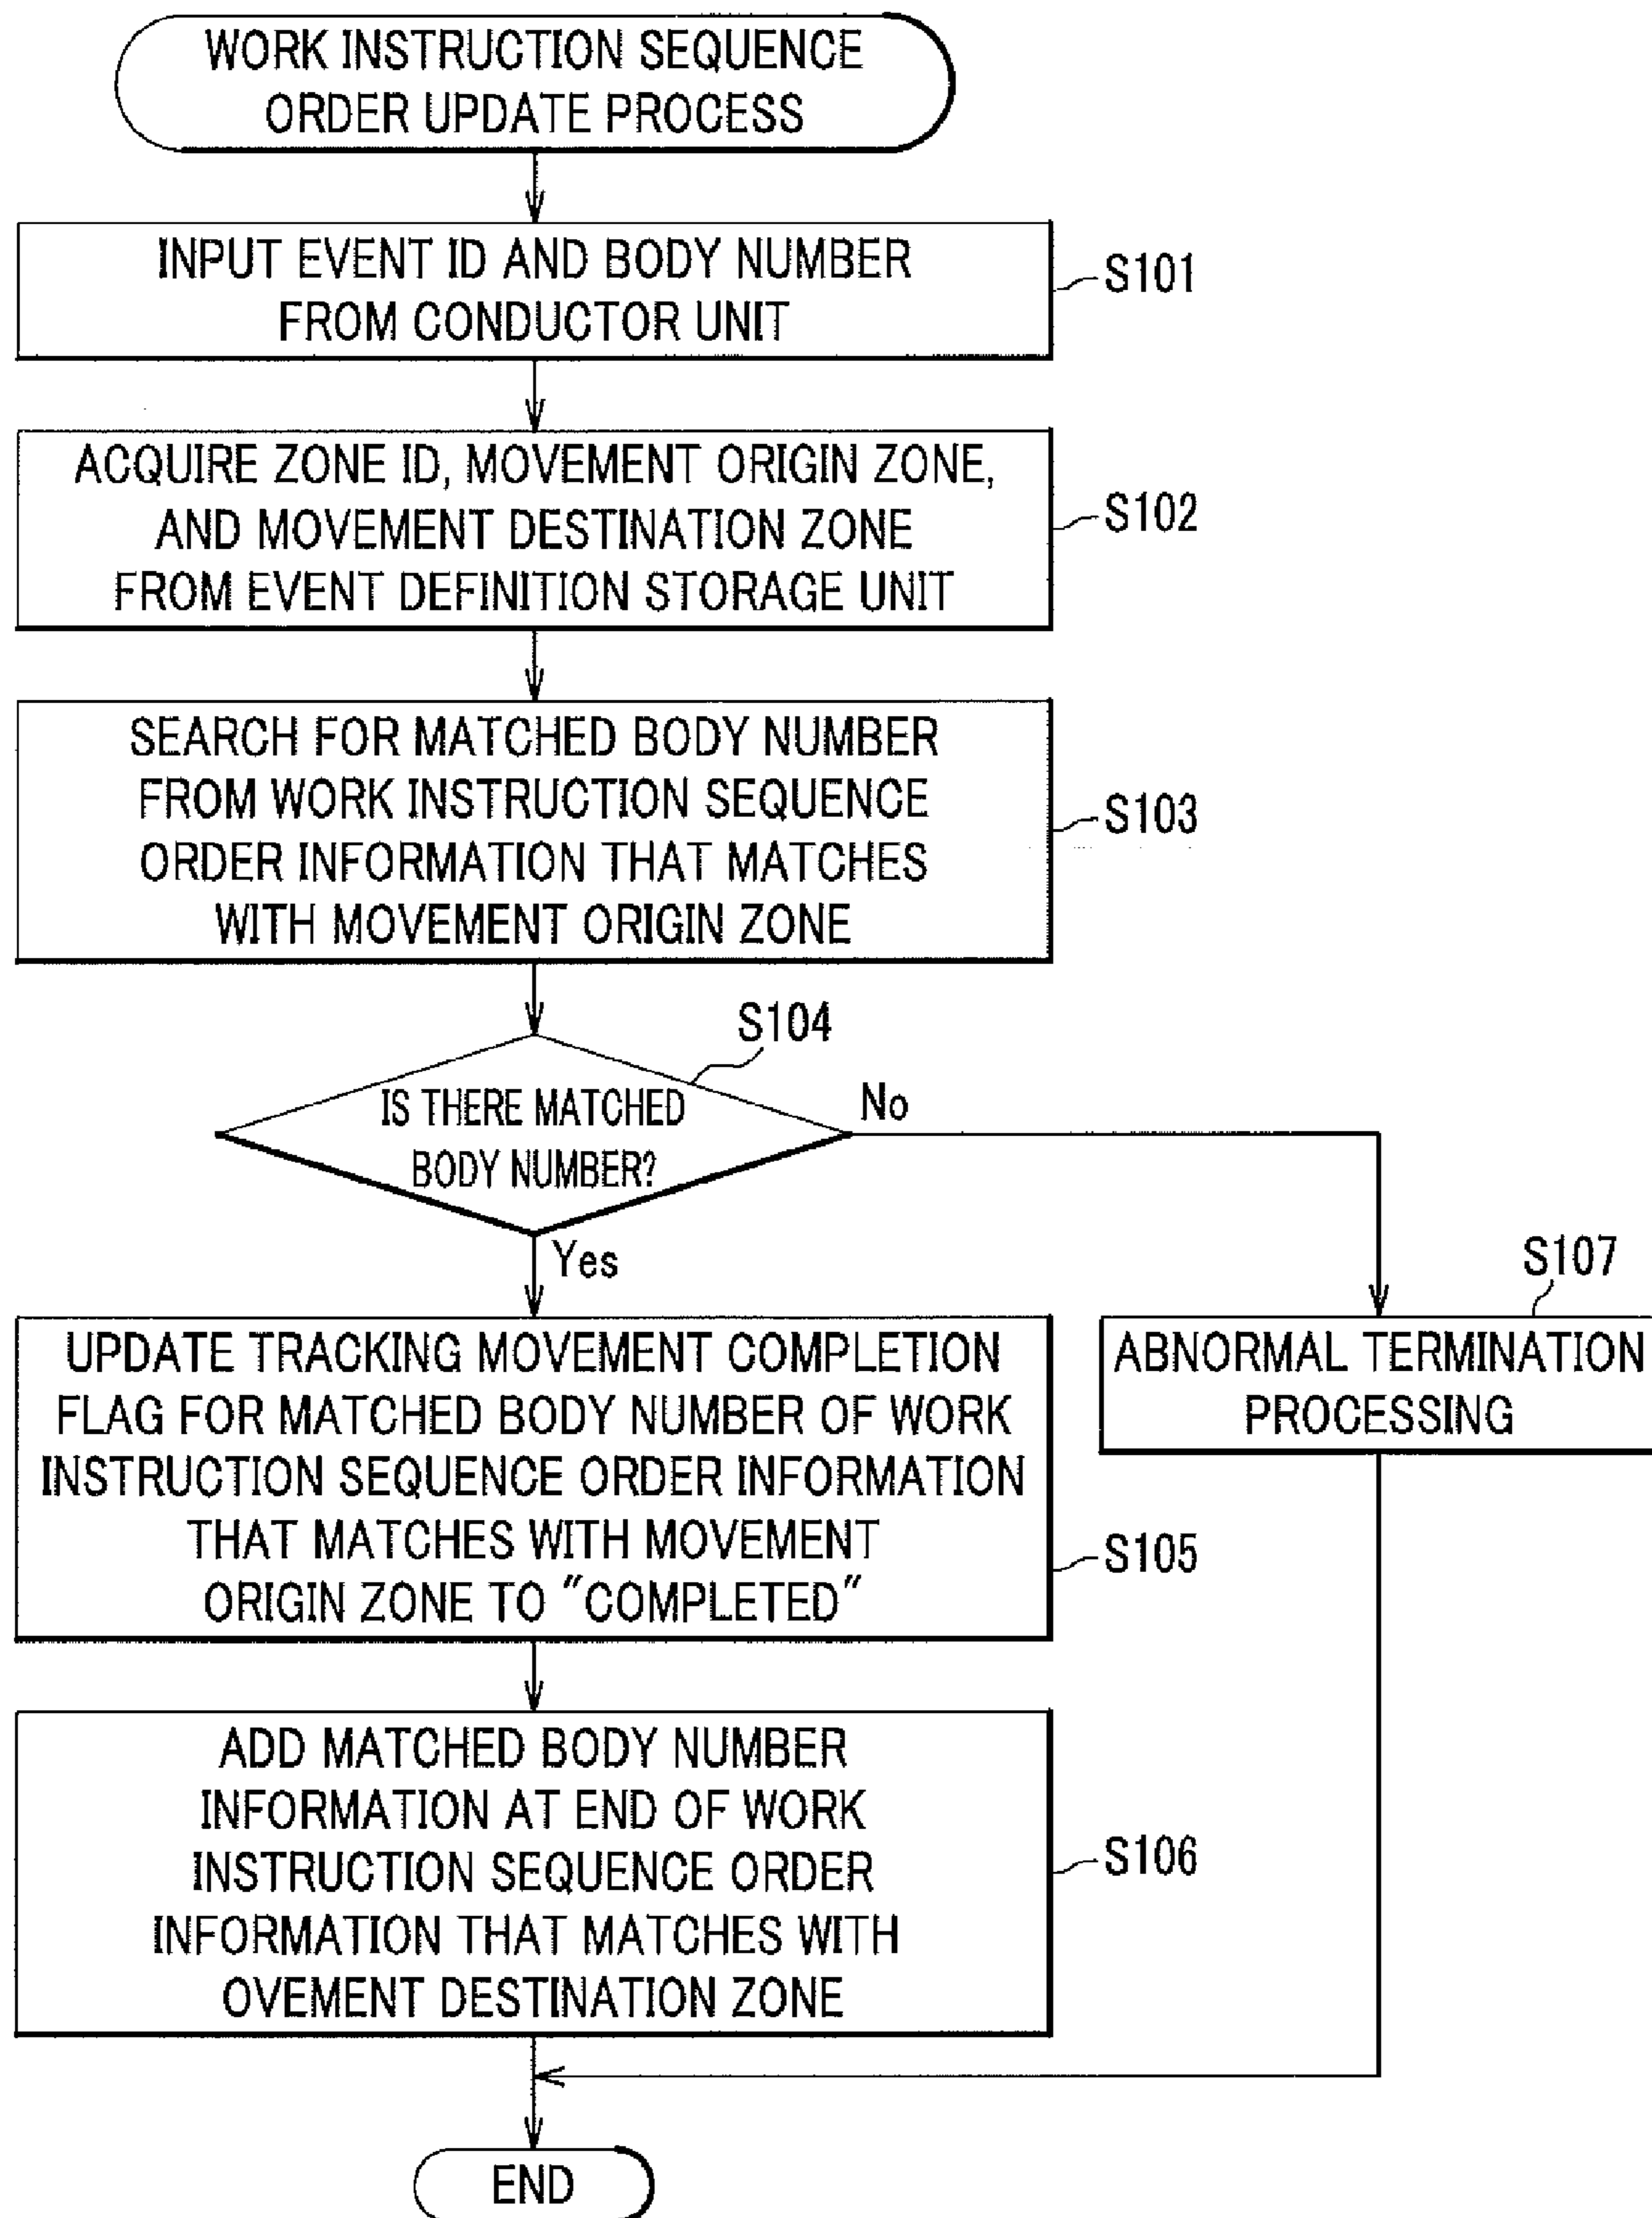 WORK INSTRUCTION SEQUENCE
ORDER UPDATE PROCESS
INPUT EVENT ID AND BODY NUMBER
FROM CONDUCTOR UNIT
S101
ACQUIRE ZONE ID, MOVEMENT ORIGIN ZONE,
AND MOVEMENT DESTINATION ZONE
FROM EVENT DEFINITION STORAGE UNIT
S102
SEARCH FOR MATCHED BODY NUMBER
FROM WORK INSTRUCTION SEQUENCE
ORDER INFORMATION THAT MATCHES
WITH MOVEMENT ORIGIN ZONE
S103
S104
IS THERE MATCHED
BODY NUMBER?
No
Yes
UPDATE TRACKING MOVEMENT COMPLETION
FLAG FOR MATCHED BODY NUMBER OF WORK
INSTRUCTION SEQUENCE ORDER INFORMATION
THAT MATCHES WITH MOVEMENT
ORIGIN ZONE TO "COMPLETED"
S105
S107
ABNORMAL TERMINATION
PROCESSING
ADD MATCHED BODY NUMBER
INFORMATION AT END OF WORK
INSTRUCTION SEQUENCE ORDER
INFORMATION THAT MATCHES WITH
OVEMENT DESTINATION ZONE
S106
END